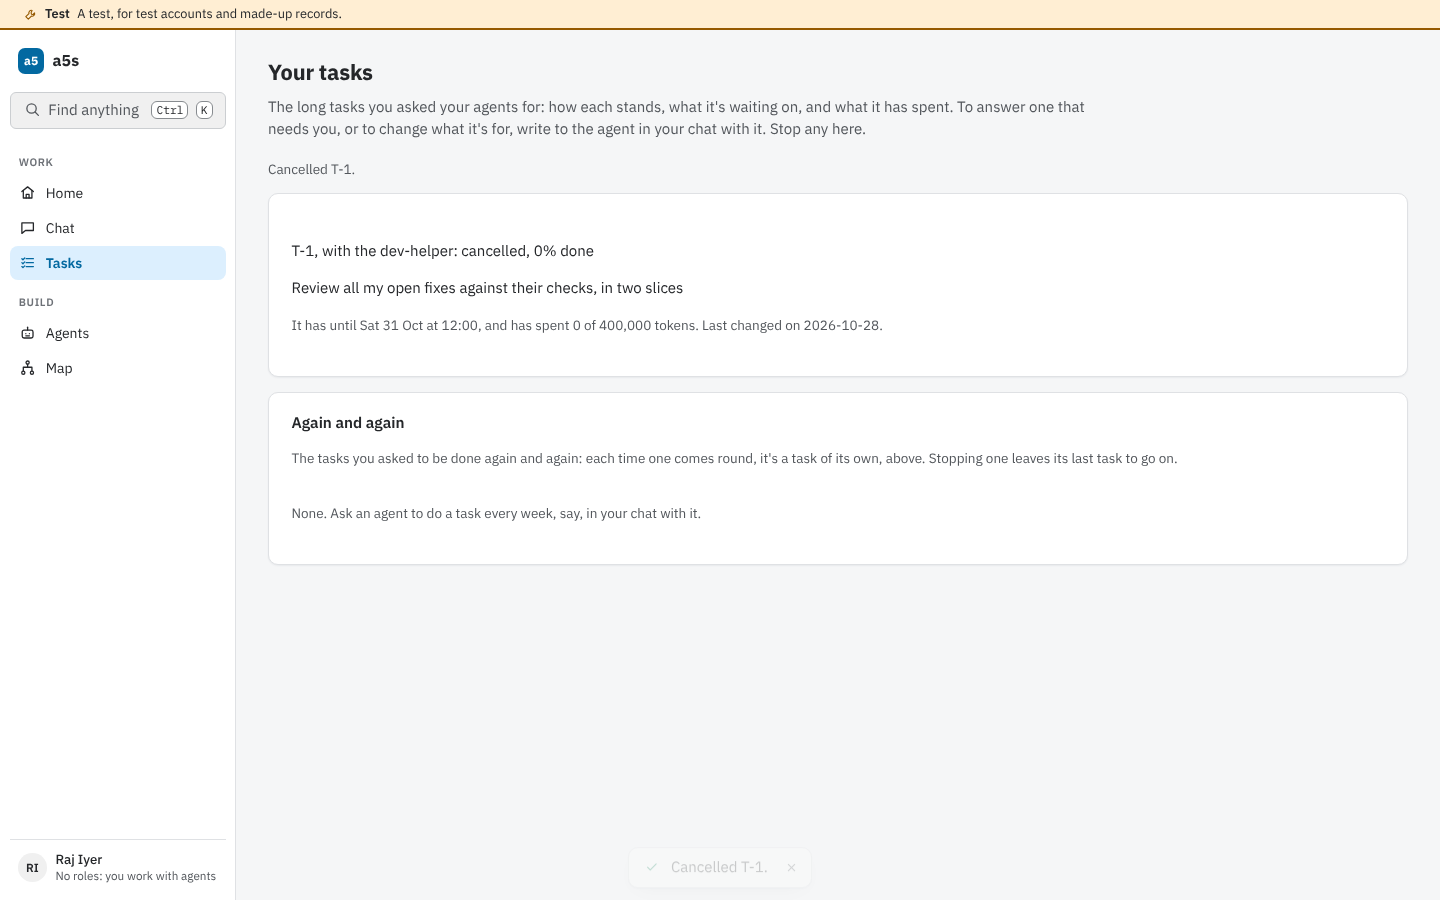 Test A test, for test accounts and made-up records.
a5 a5s
Find anything Ctrl K
WORK
Home
Chat
Tasks
BUILD
Agents
Map
RI Raj Iyer
No roles: you work with agents
Your tasks
The long tasks you asked your agents for: how each stands, what it's waiting on, and what it has spent. To answer one that
needs you, or to change what it's for, write to the agent in your chat with it. Stop any here.
Cancelled T-1.
T-1, with the dev-helper: cancelled, 0% done
Review all my open fixes against their checks, in two slices
It has until Sat 31 Oct at 12:00, and has spent 0 of 400,000 tokens. Last changed on 2026-10-28.
Again and again
The tasks you asked to be done again and again: each time one comes round, it's a task of its own, above. Stopping one leaves its last task to go on.
None. Ask an agent to do a task every week, say, in your chat with it.
Cancelled T-1.